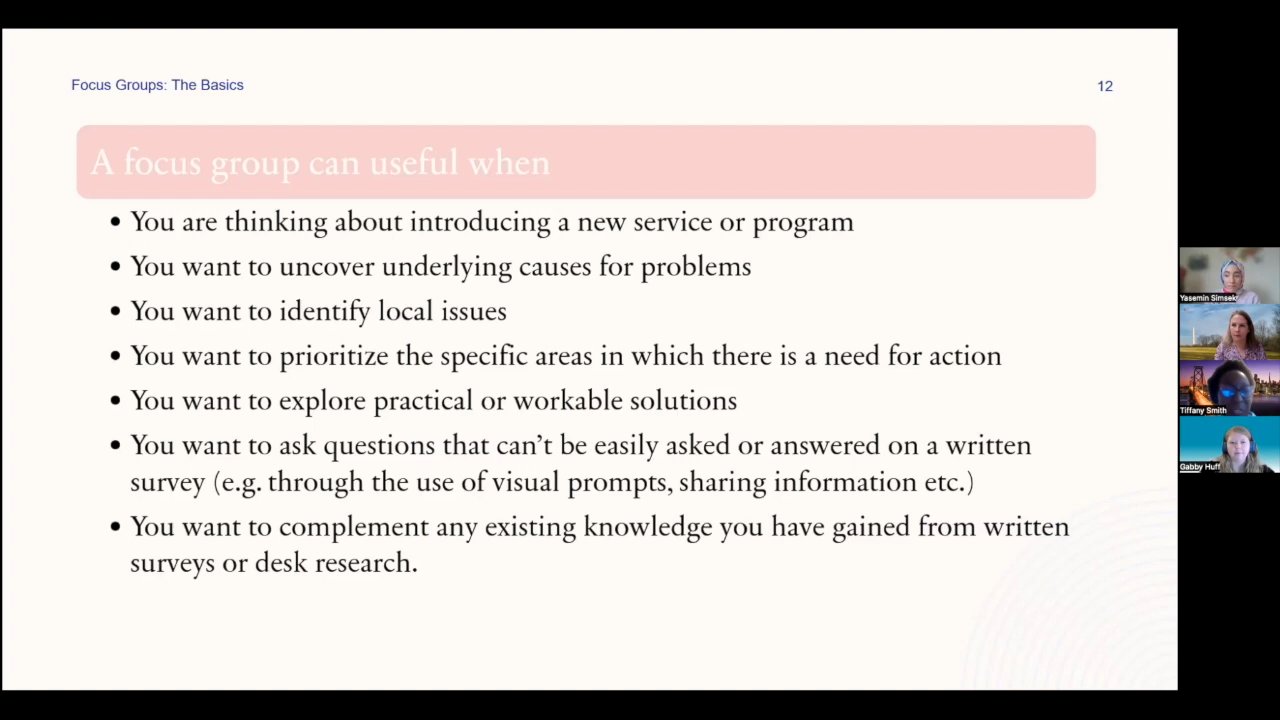 Focus Groups: The Basics
12
A focus group can useful when
• You are thinking about introducing a new service or program
• You want to uncover underlying causes for problems
• You want to identify local issues
• You want to prioritize the specific areas in which there is a need for action
• You want to explore practical or workable solutions
• You want to ask questions that can’t be easily asked or answered on a written
survey (e.g. through the use of visual prompts, sharing information etc.)
• You want to complement any existing knowledge you have gained from written
surveys or desk research.
Yasemin Simsek
Tiffany Smith
Gabby Huff